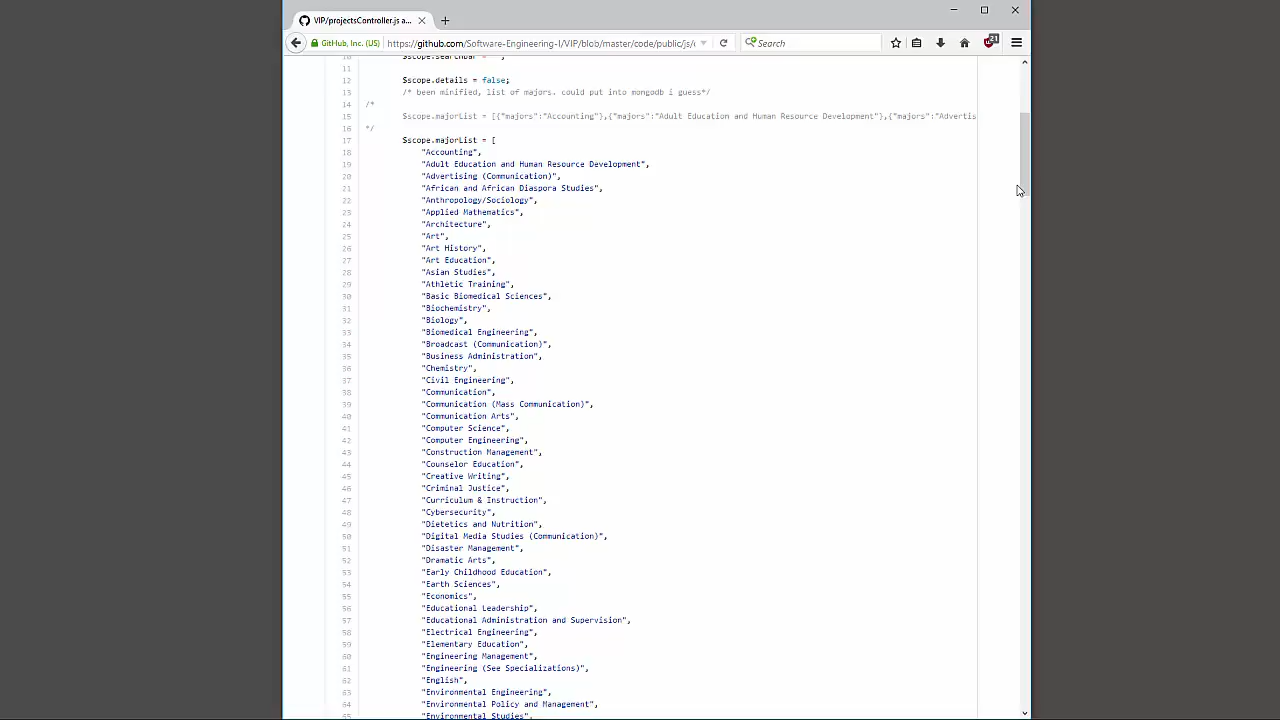 VIP/projectsController.js a...
GitHub, Inc. (US)
https://github.com/Software-Engineering-I/VIP/blob/master/code/public/js/c
Search
21
10 $scope.searchBar = "";
11
12 $scope.details = false;
13 /* been minified, list of majors. could put into mongodb i guess*/
14 /*
15 $scope.majorList = [{"majors":"Accounting"},{"majors":"Adult Education and Human Resource Development"},{"majors":"Advertis
16 */
17 $scope.majorList = [
18 "Accounting",
19 "Adult Education and Human Resource Development",
20 "Advertising (Communication)",
21 "African and African Diaspora Studies",
22 "Anthropology/Sociology",
23 "Applied Mathematics",
24 "Architecture",
25 "Art",
26 "Art History",
27 "Art Education",
28 "Asian Studies",
29 "Athletic Training",
30 "Basic Biomedical Sciences",
31 "Biochemistry",
32 "Biology",
33 "Biomedical Engineering",
34 "Broadcast (Communication)",
35 "Business Administration",
36 "Chemistry",
37 "Civil Engineering",
38 "Communication",
39 "Communication (Mass Communication)",
40 "Communication Arts",
41 "Computer Science",
42 "Computer Engineering",
43 "Construction Management",
44 "Counselor Education",
45 "Creative Writing",
46 "Criminal Justice",
47 "Curriculum & Instruction",
48 "Cybersecurity",
49 "Dietetics and Nutrition",
50 "Digital Media Studies (Communication)",
51 "Disaster Management",
52 "Dramatic Arts",
53 "Early Childhood Education",
54 "Earth Sciences",
55 "Economics",
56 "Educational Leadership",
57 "Educational Administration and Supervision",
58 "Electrical Engineering",
59 "Elementary Education",
60 "Engineering Management",
61 "Engineering (See Specializations)",
62 "English",
63 "Environmental Engineering",
64 "Environmental Policy and Management",
65 "Environmental Studies",